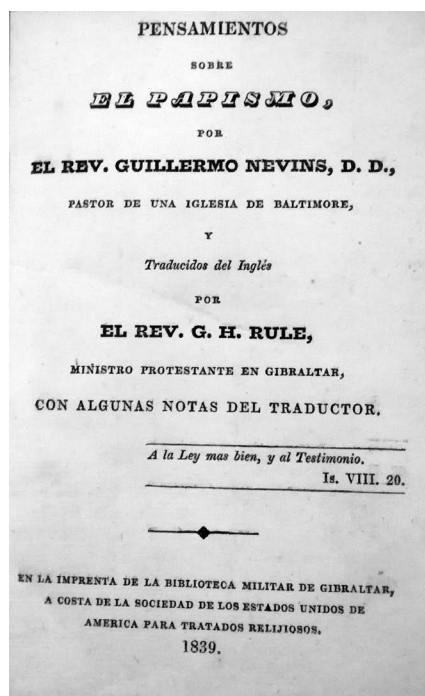 PENSAMIENTOS
SOBRE
EL PAPISMO,
POR
EL REV. GUILLERMO NEVINS, D. D.,
PASTOR DE UNA IGLESIA DE BALTIMORE,
Y
Traducidos del Inglés
POR
EL REV. G. H. RULE,
MINISTRO PROTESTANTE EN GIBRALTAR,
CON ALGUNAS NOTAS DEL TRADUCTOR.
A la Ley mas bien, y al Testimonio.
Is. VIII. 20.
EN LA IMPRENTA DE LA BIBLIOTECA MILITAR DE GIBRALTAR,
A COSTA DE LA SOCIEDAD DE LOS ESTADOS UNIDOS DE
AMERICA PARA TRATADOS RELIJIOSOS.
1839.